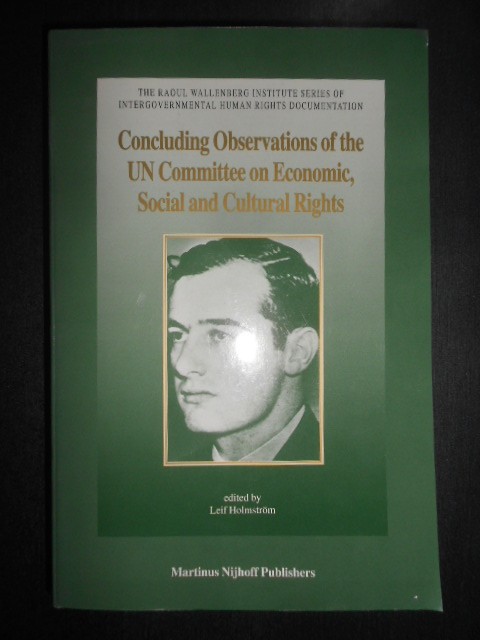 THE RAOUL WALLENBERG INSTITUTE SERIES OF
INTERGOVERNMENTAL HUMAN RIGHTS DOCUMENTATION
Concluding Observations of the
UN Committee on Economic,
Social and Cultural Rights
edited by
Leif Holmström
Martinus Nijhoff Publishers